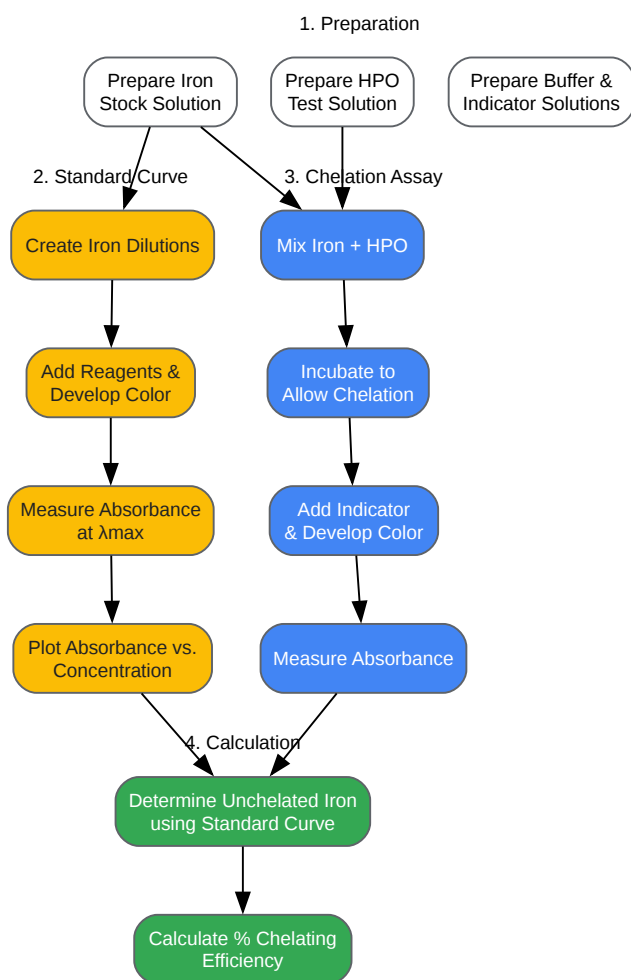 1. Preparation
Prepare Iron
Stock Solution
Prepare HPO
Test Solution
Prepare Buffer &
Indicator Solutions
2. Standard Curve
3. Chelation Assay
Create Iron Dilutions
Mix Iron + HPO
Add Reagents &
Develop Color
Incubate to
Allow Chelation
Measure Absorbance
at λmax
Add Indicator
& Develop Color
Plot Absorbance vs.
Concentration
Measure Absorbance
4. Calculation
Determine Unchelated Iron
using Standard Curve
Calculate % Chelating
Efficiency